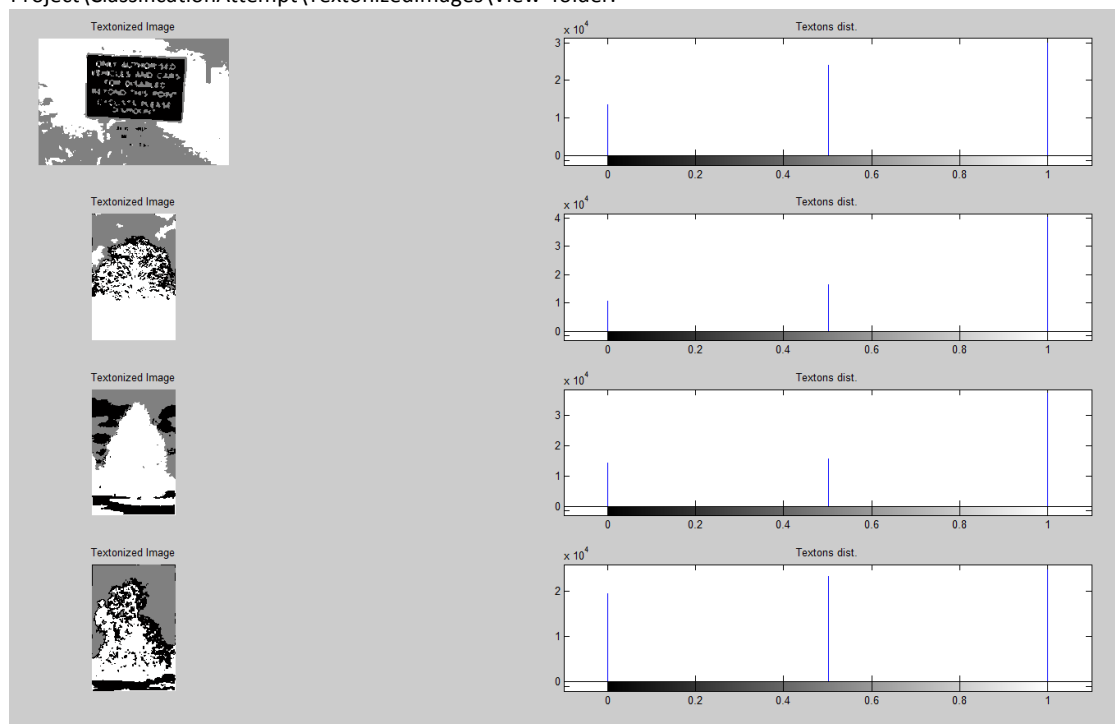 Project\ClassificationAttempt\TextonizedImages\View" folder.
Textonized Image
ONLY AUTHORISED
VEHICLES AND CARS
FOR DISABLED
BEYOND THIS POINT
CYCLISTS PLEASE
DISMOUNT
Textons dist.
x 10^4
3
2
1
0
0 0.2 0.4 0.6 0.8 1
Textonized Image
Textons dist.
x 10^4
4
3
2
1
0
0 0.2 0.4 0.6 0.8 1
Textonized Image
Textons dist.
x 10^4
3
2
1
0
0 0.2 0.4 0.6 0.8 1
Textonized Image
Textons dist.
x 10^4
2
1
0
0 0.2 0.4 0.6 0.8 1